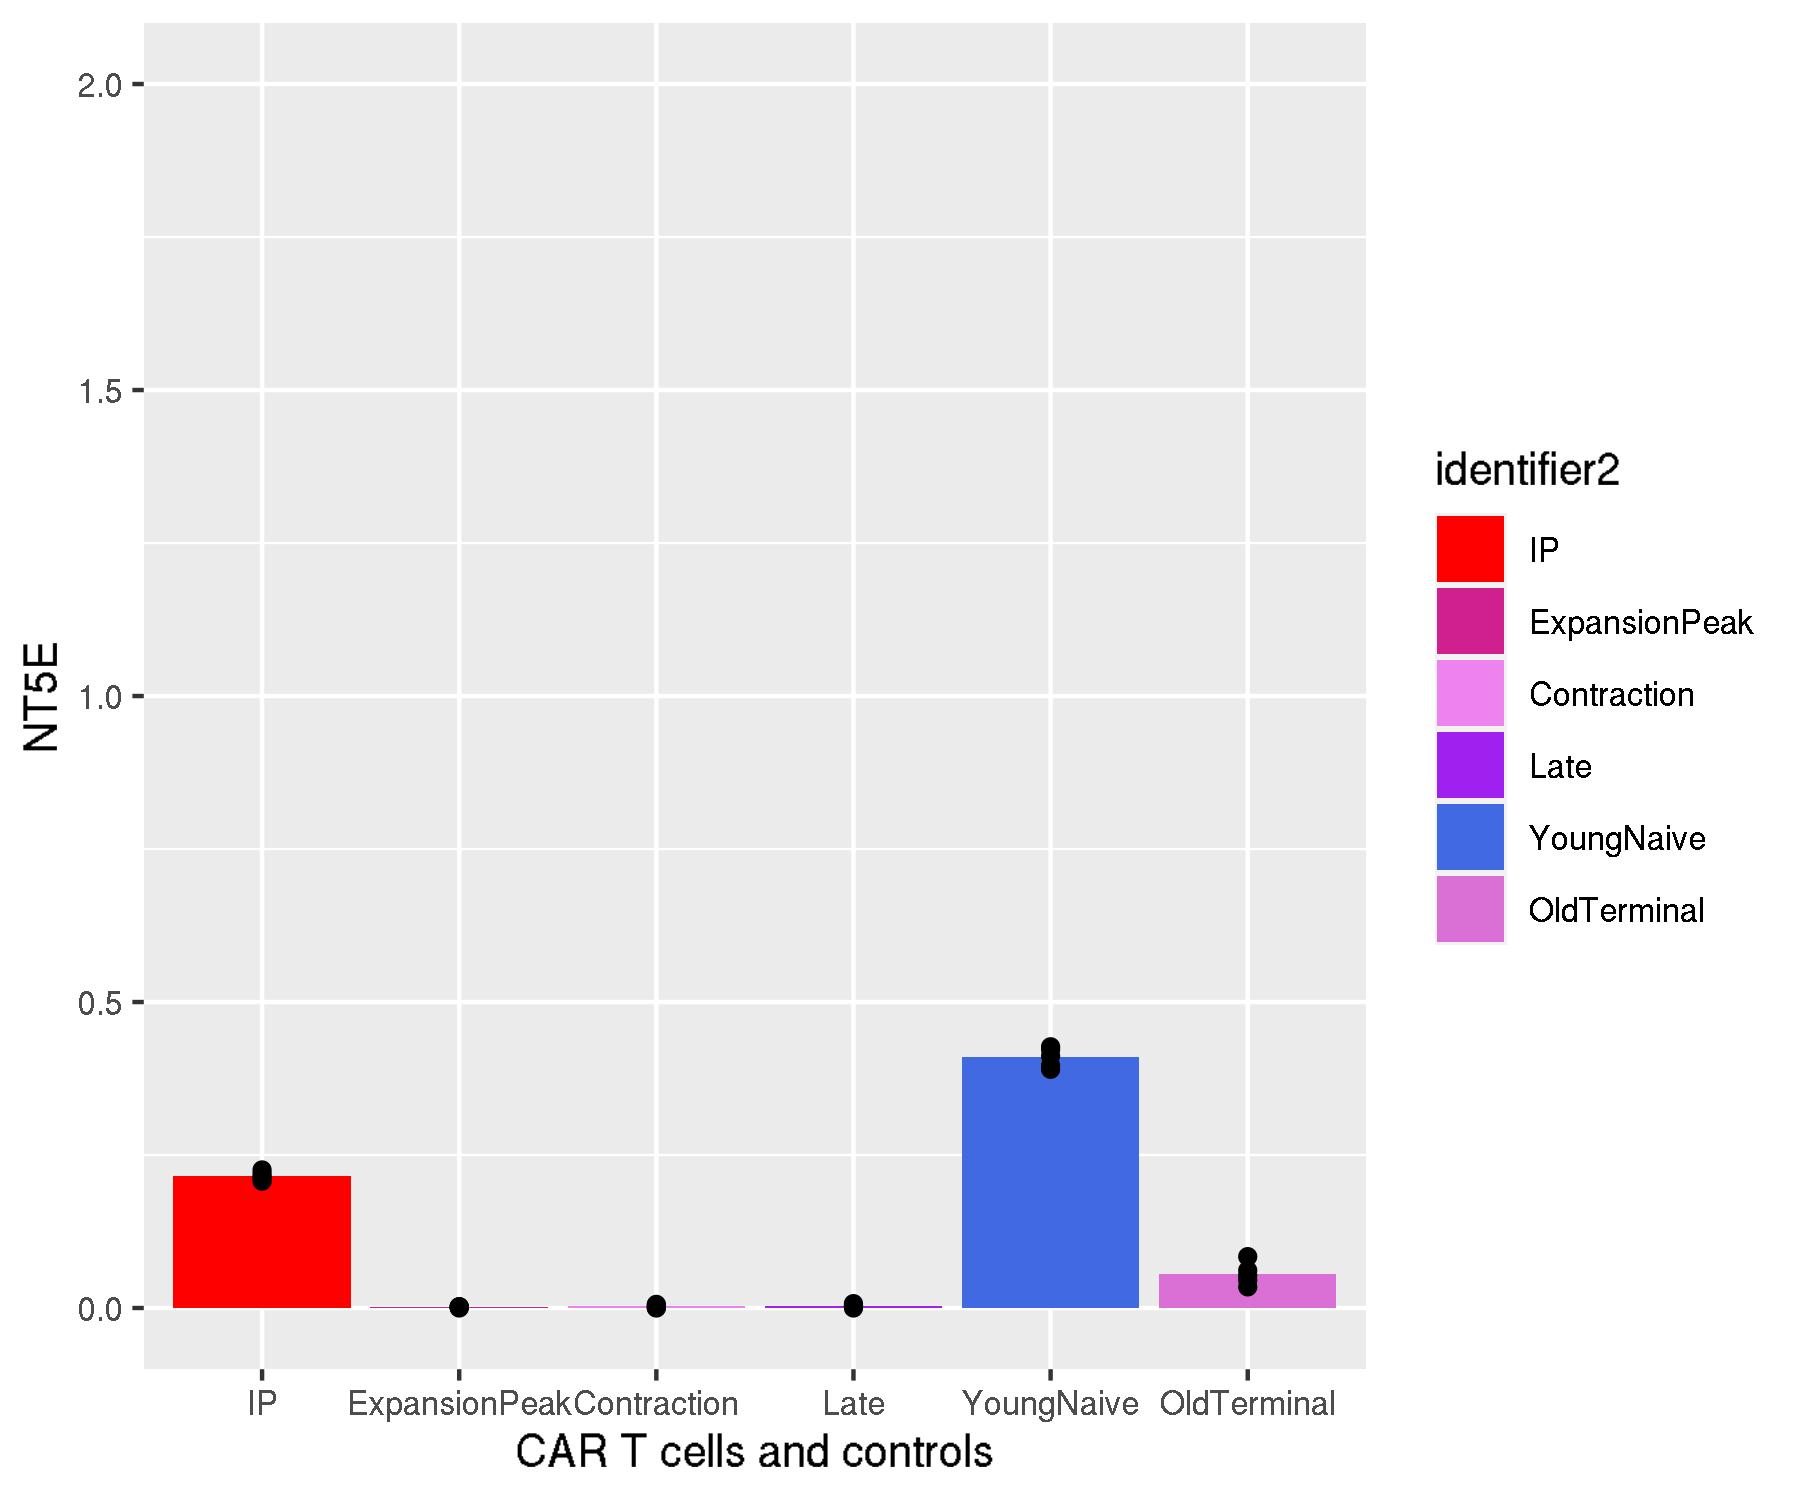 NT5E
2.0
1.5
1.0
0.5
0.0
IP ExpansionPeak Contraction Late YoungNaive OldTerminal
CAR T cells and controls
identifier2
IP
ExpansionPeak
Contraction
Late
YoungNaive
OldTerminal